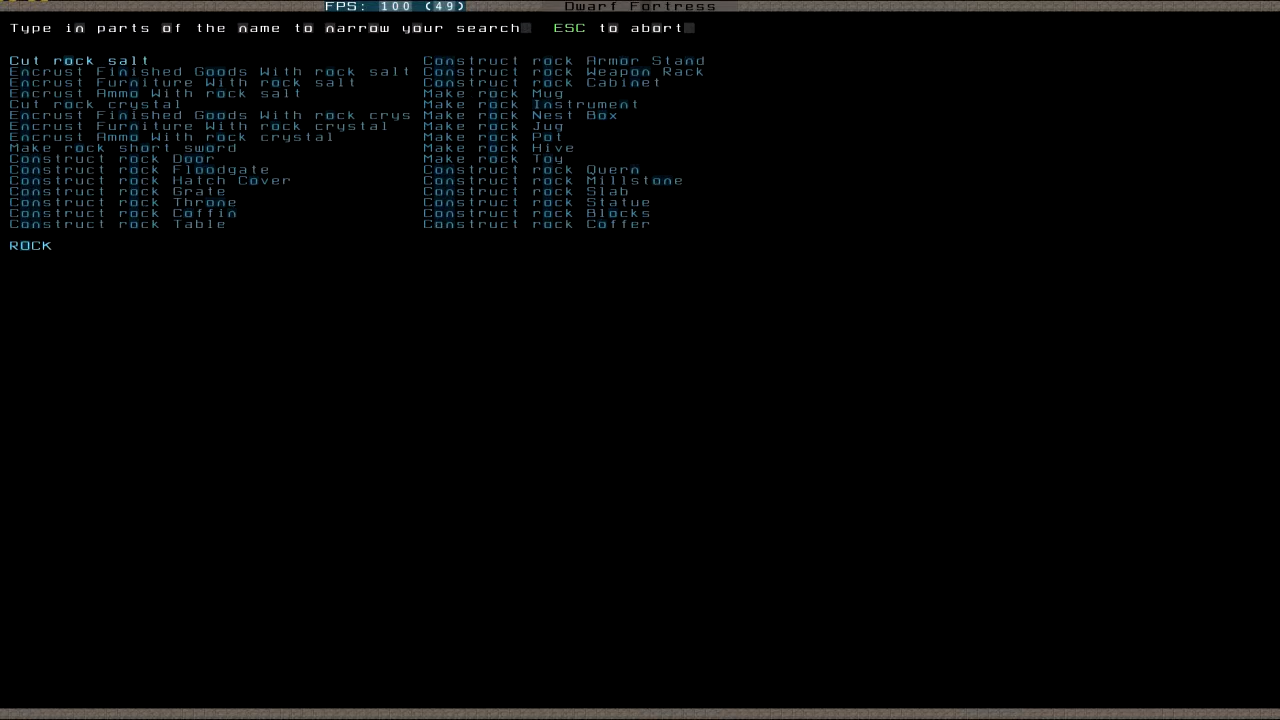 FPS: 100 (49) Dwarf Fortress
Type in parts of the name to narrow your search ESC to abort
Cut rock salt
Encrust Finished Goods With rock salt
Encrust Furniture With rock salt
Encrust Ammo With rock salt
Cut rock crystal
Encrust Finished Goods With rock crys
Encrust Furniture With rock crystal
Encrust Ammo With rock crystal
Make rock short sword
Construct rock Door
Construct rock Floodgate
Construct rock Hatch Cover
Construct rock Grate
Construct rock Throne
Construct rock Coffin
Construct rock Table
Construct rock Armor Stand
Construct rock Weapon Rack
Construct rock Cabinet
Make rock Mug
Make rock Instrument
Make rock Nest Box
Make rock Jug
Make rock Pot
Make rock Hive
Make rock Toy
Construct rock Quern
Construct rock Millstone
Construct rock Slab
Construct rock Statue
Construct rock Blocks
Construct rock Coffer
ROCK